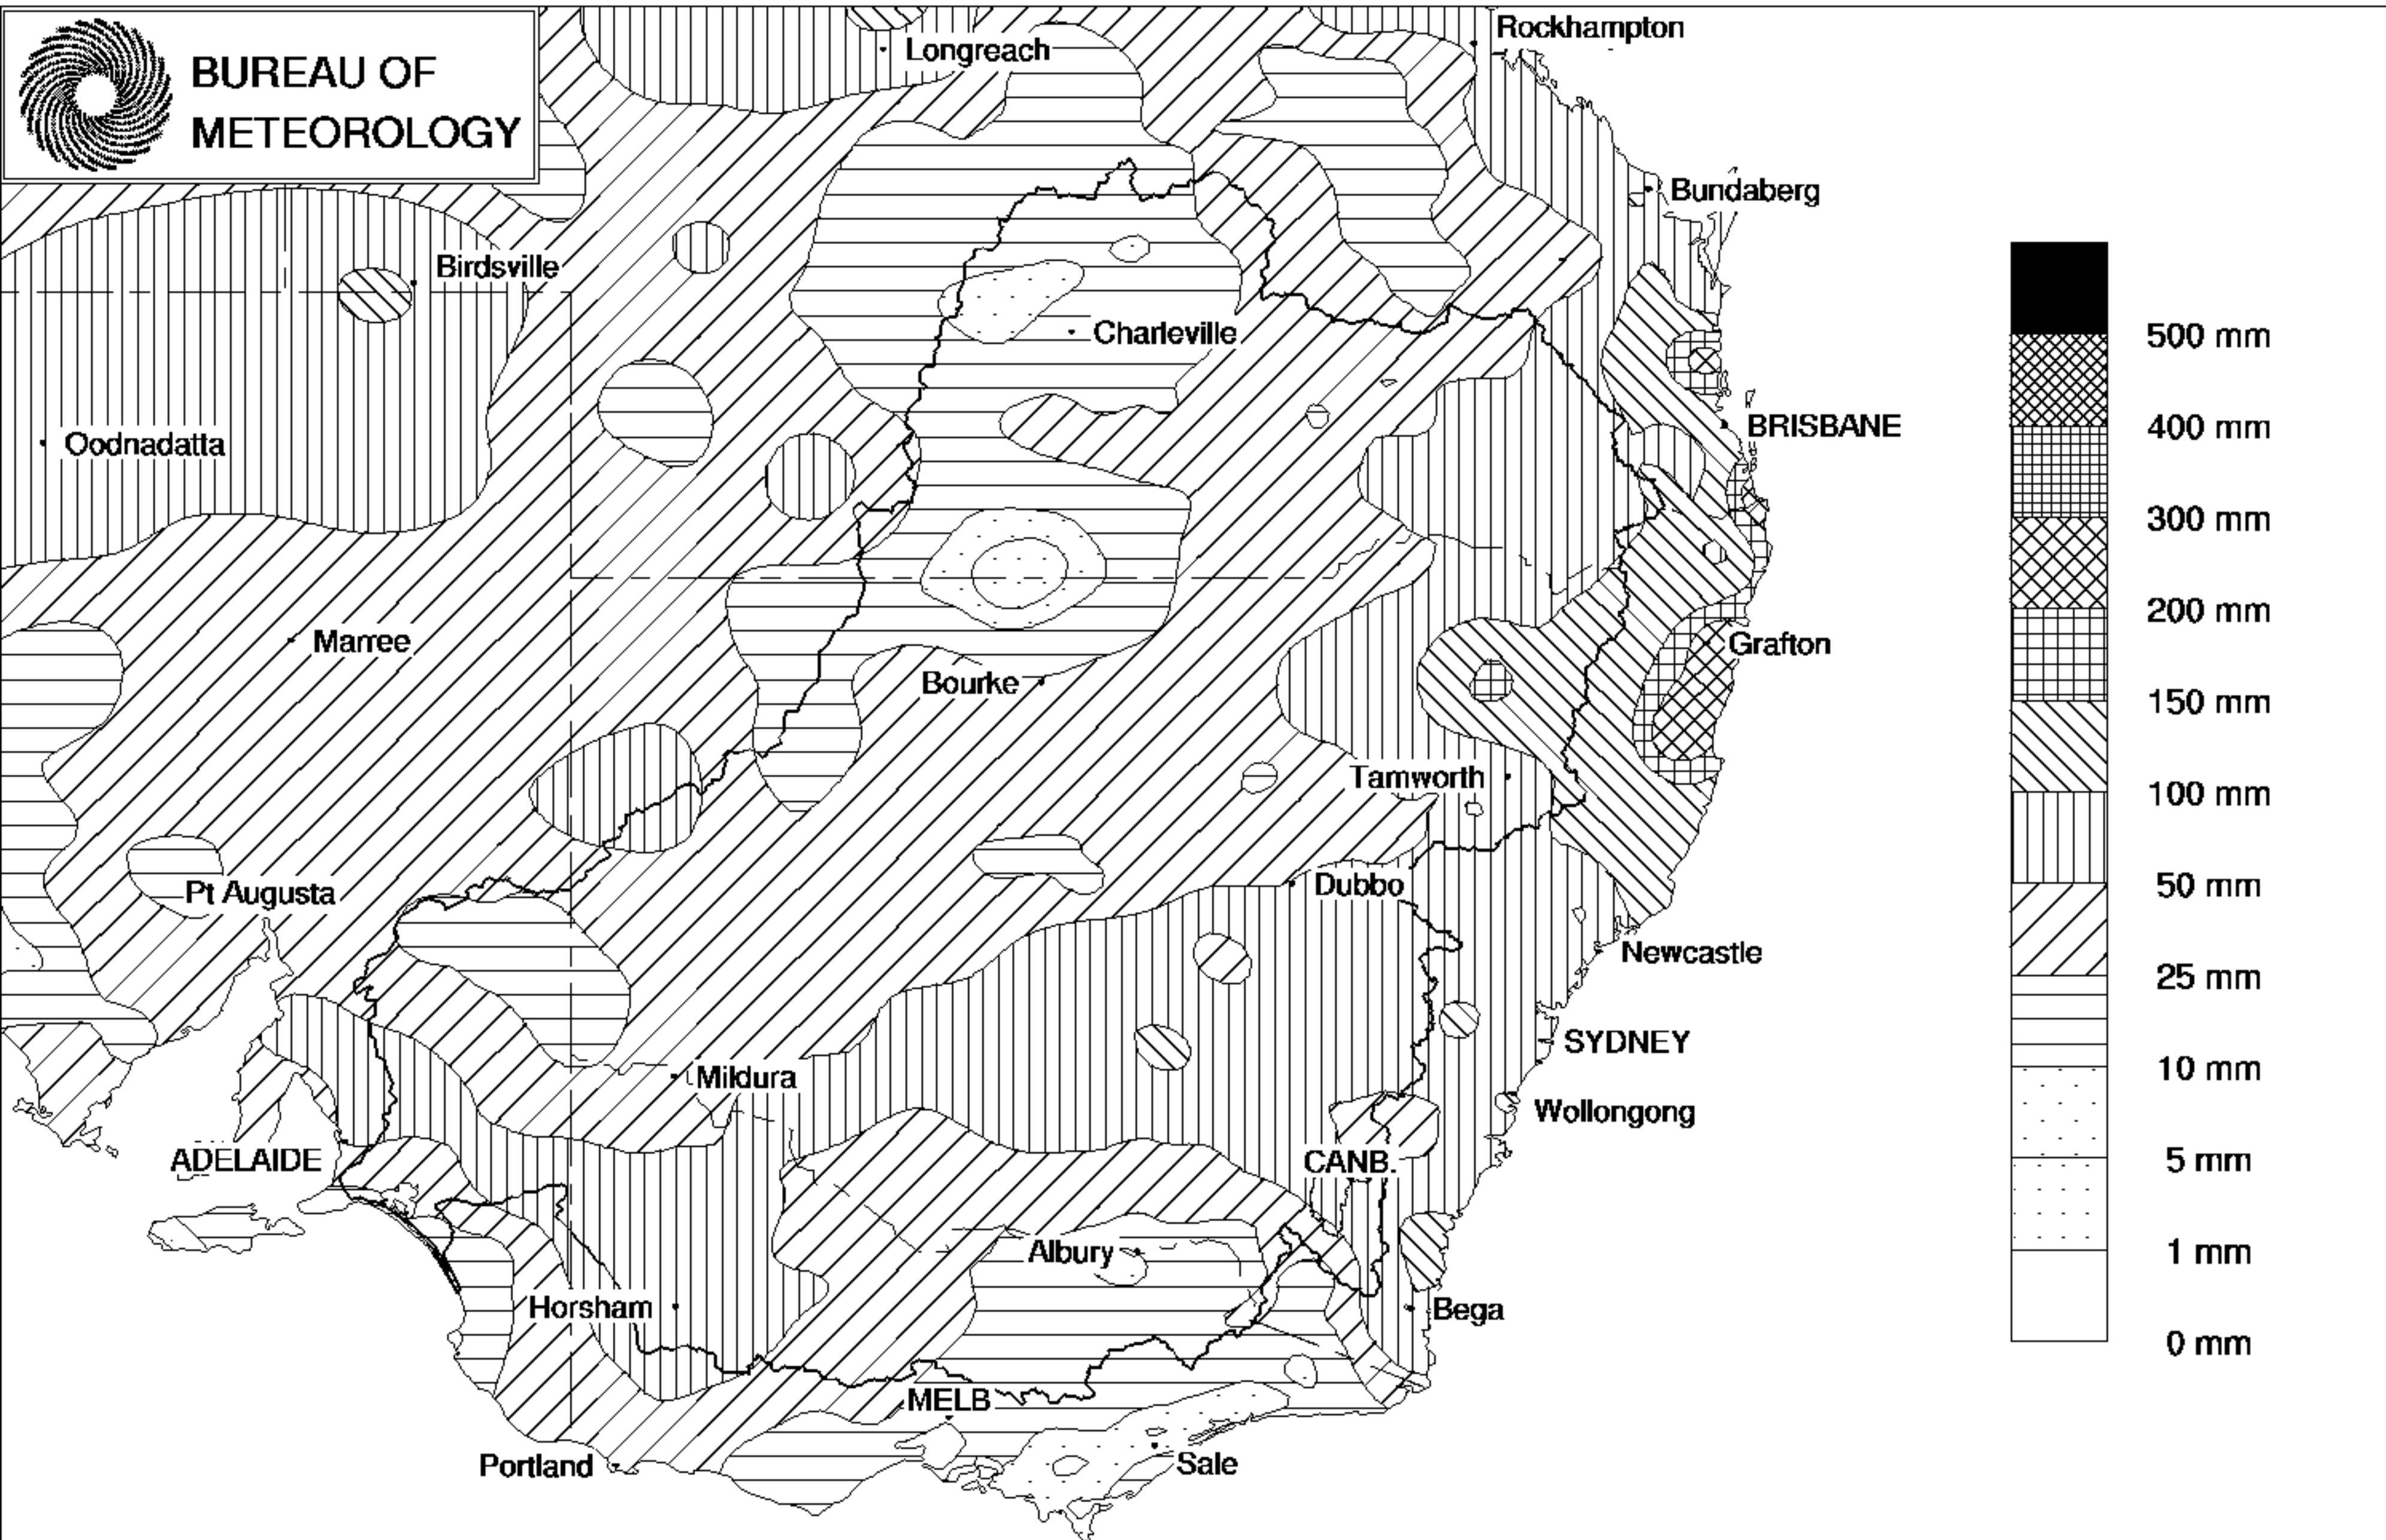 BUREAU OF
METEOROLOGY
Rockhampton
Longreach
Bundaberg
Birdsville
Charleville
BRISBANE
Oodnadatta
Marree
Grafton
Bourke
Tamworth
Pt Augusta
Dubbo
Newcastle
SYDNEY
Mildura
Wollongong
ADELAIDE
CANB.
Albury
Horsham
Bega
MELB
Portland
Sale
500 mm
400 mm
300 mm
200 mm
150 mm
100 mm
50 mm
25 mm
10 mm
5 mm
1 mm
0 mm